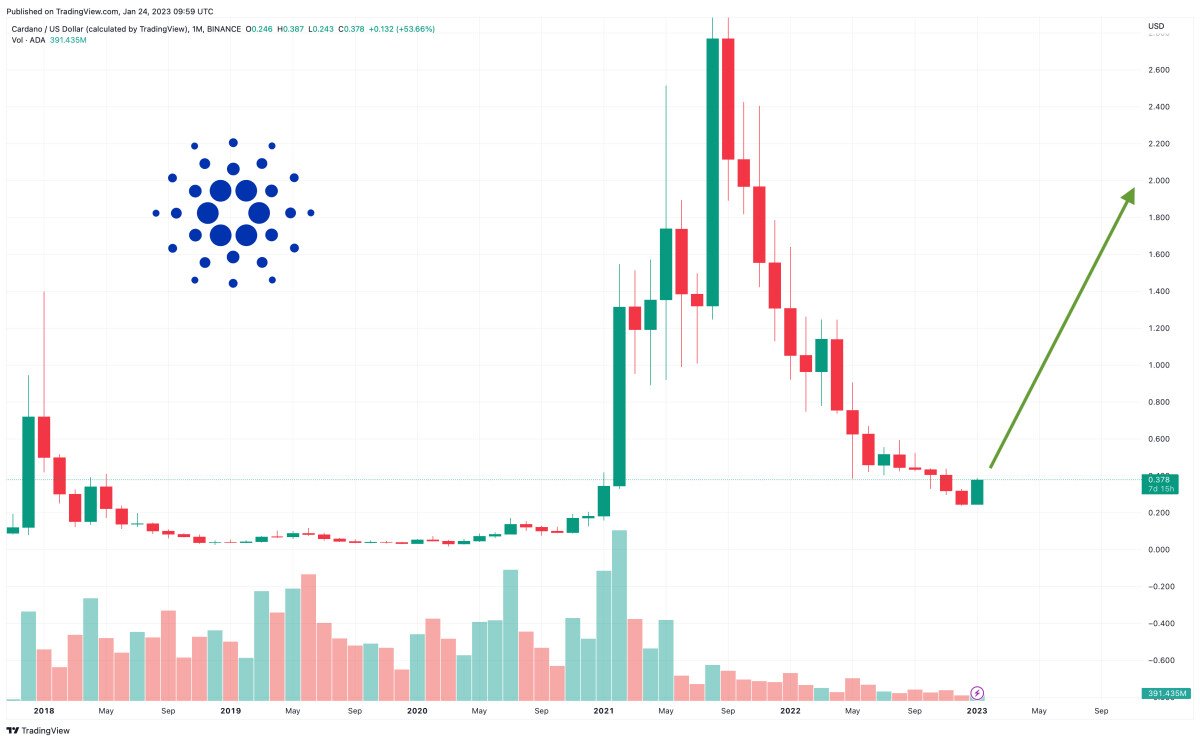 Published on TradingView.com, Jan 24, 2023 09:59 UTC
Cardano / US Dollar (calculated by TradingView), 1M, BINANCE O0.246 H0.387 L0.243 C0.378 +0.132 (+53.66%)
Vol · ADA 391.435M
USD
2.600
2.400
2.200
2.000
1.800
1.600
1.400
1.200
1.000
0.800
0.600
0.378
7d 15h
0.200
0.000
−0.200
−0.400
−0.600
391.435M
2018 May Sep 2019 May Sep 2020 May Sep 2021 May Sep 2022 May Sep 2023 May Sep
TradingView